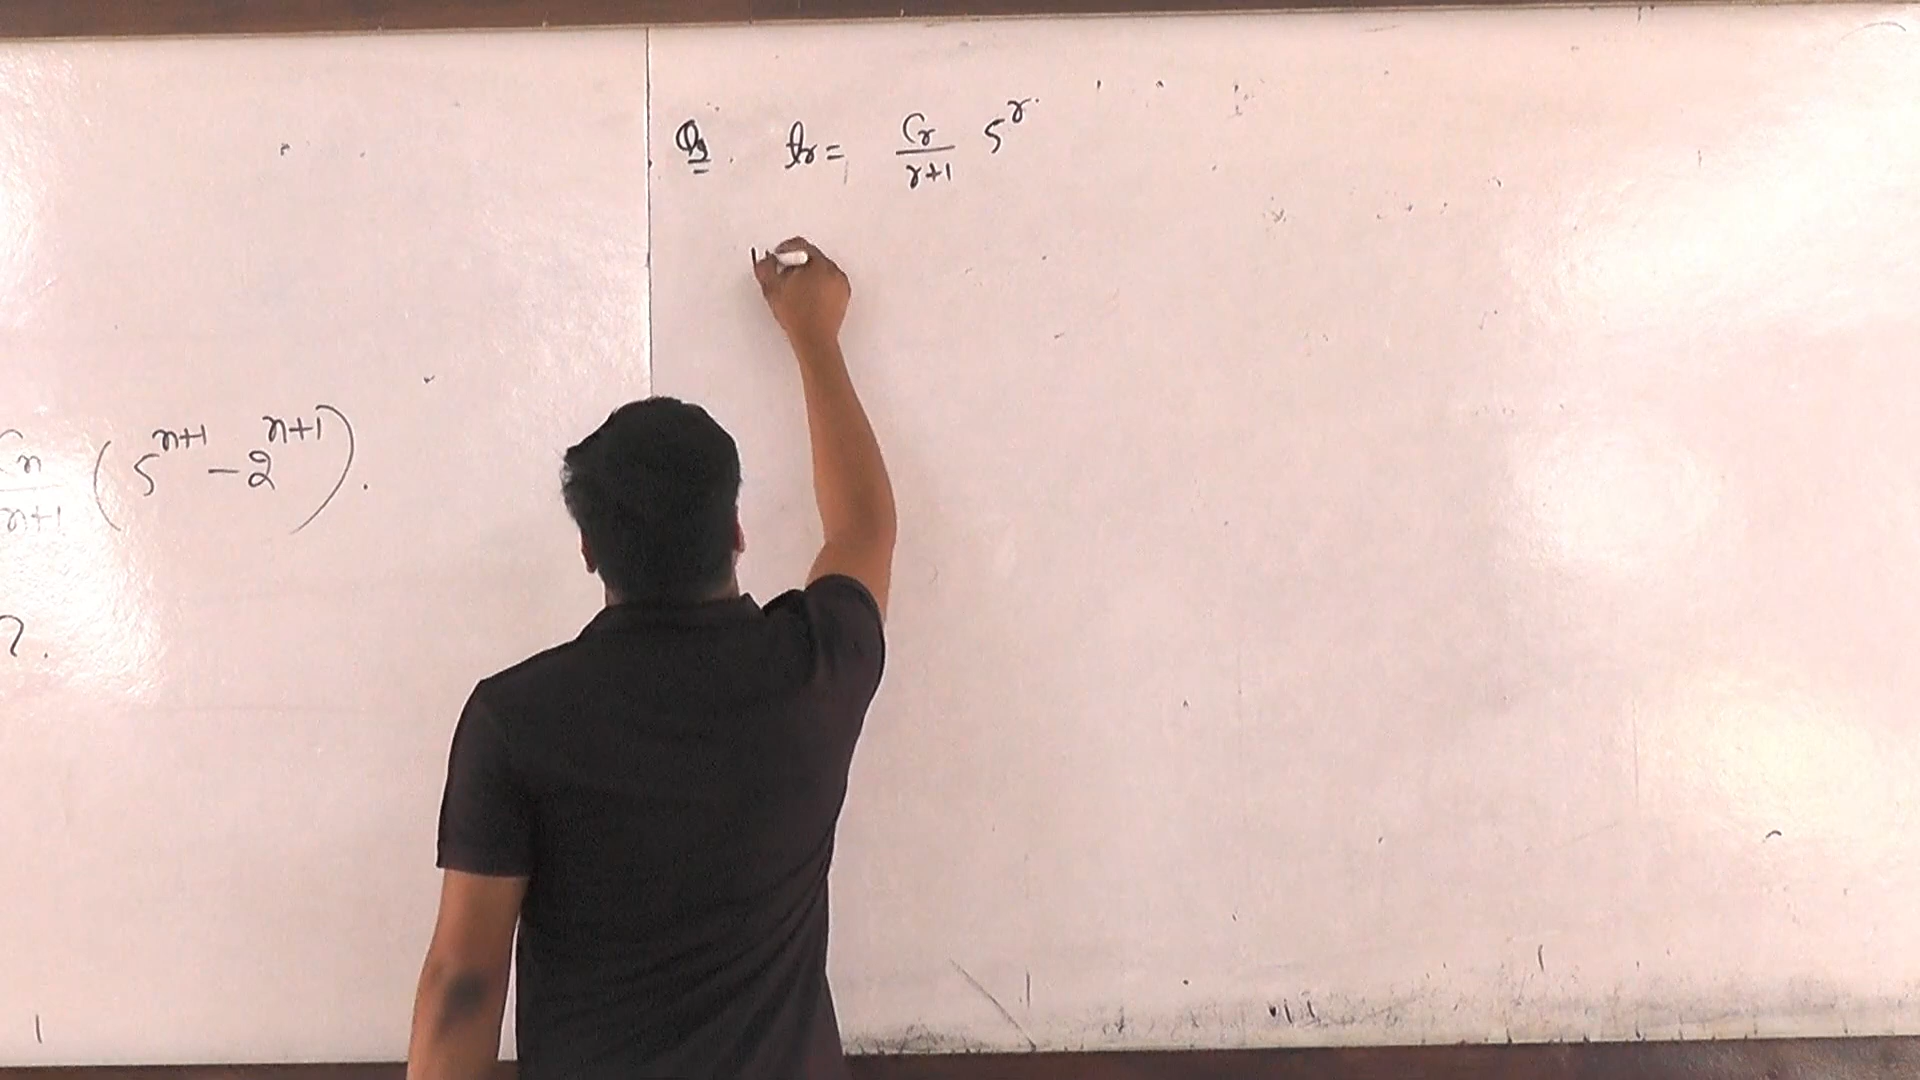 Cn/n+1 (5^n+1 - 2^n+1).
?.
Q. tr = Cr/r+1 5^r